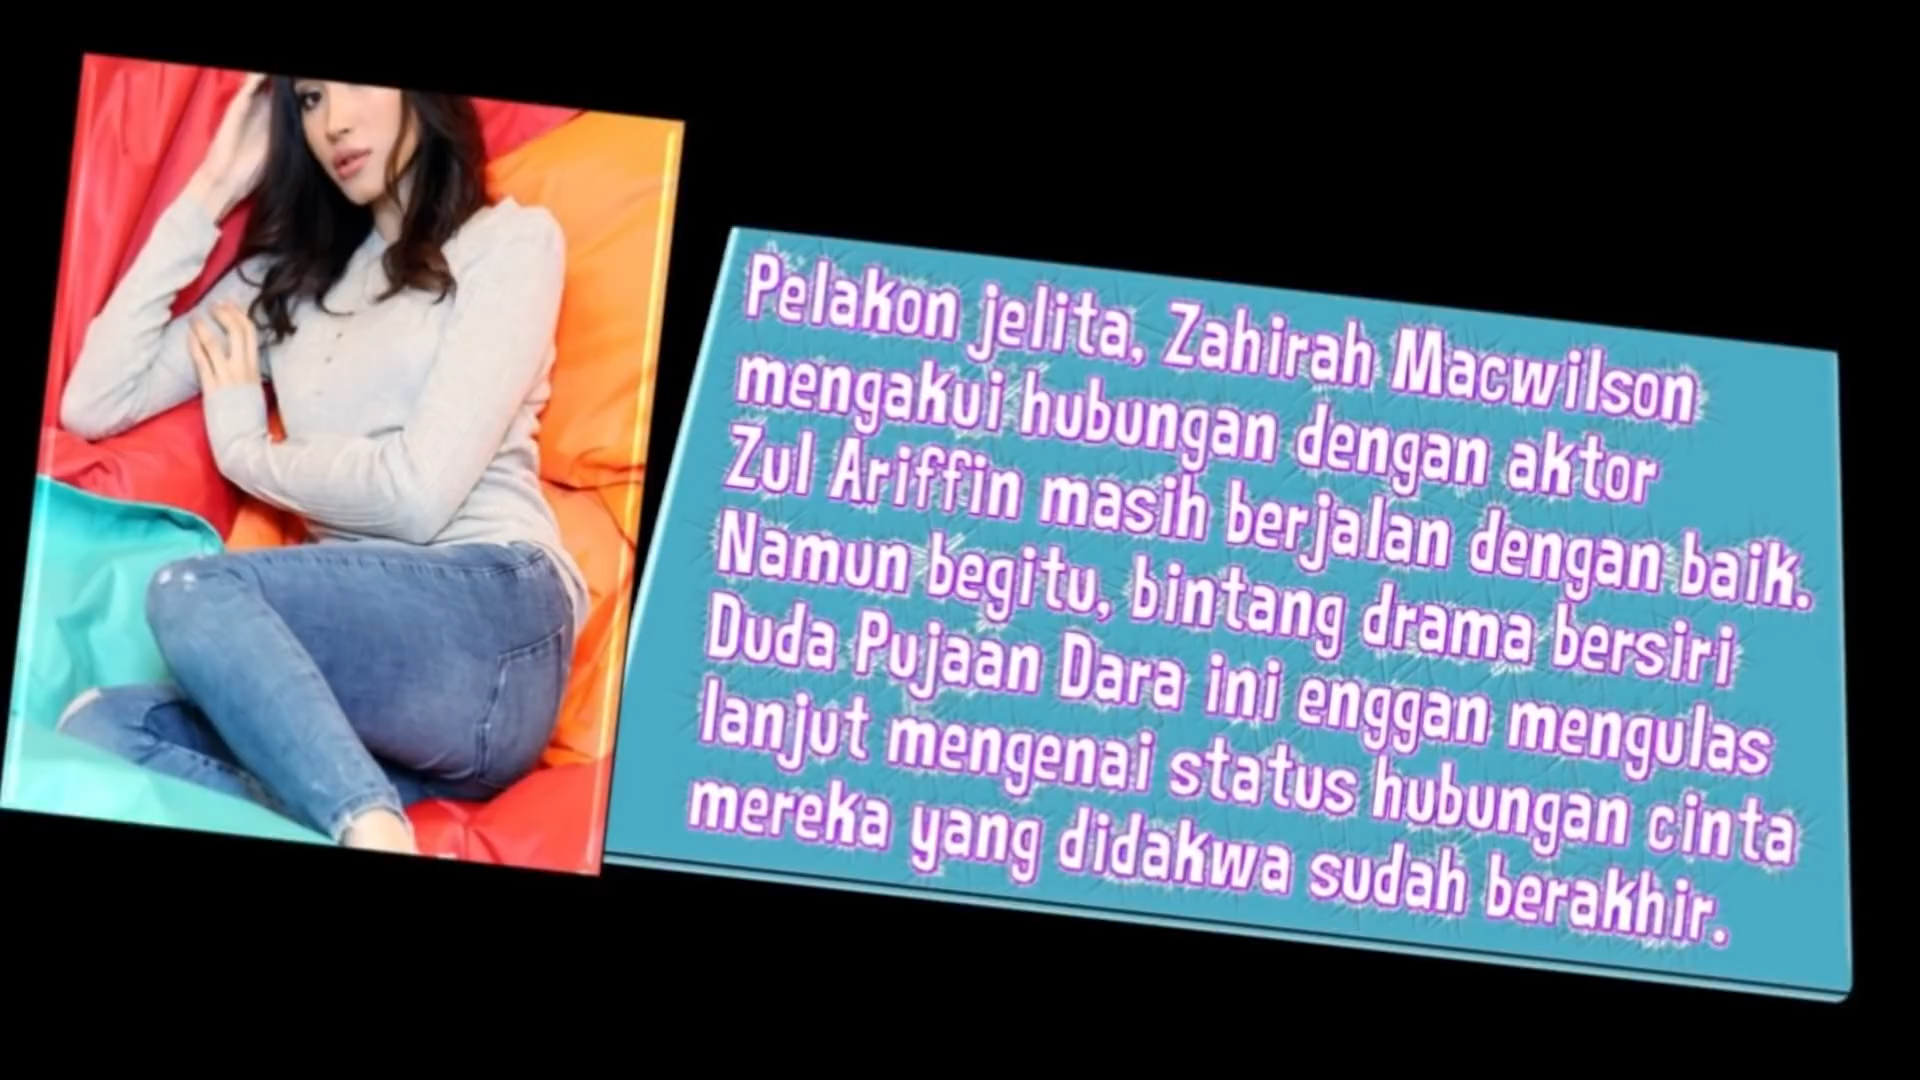 Pelakon jelita, Zahirah Macwilson
mengakui hubungan dengan aktor
Zul Ariffin masih berjalan dengan baik.
Namun begitu, bintang drama bersiri
Duda Pujaan Dara ini enggan mengulas
lanjut mengenai status hubungan cinta
mereka yang didakwa sudah berakhir.